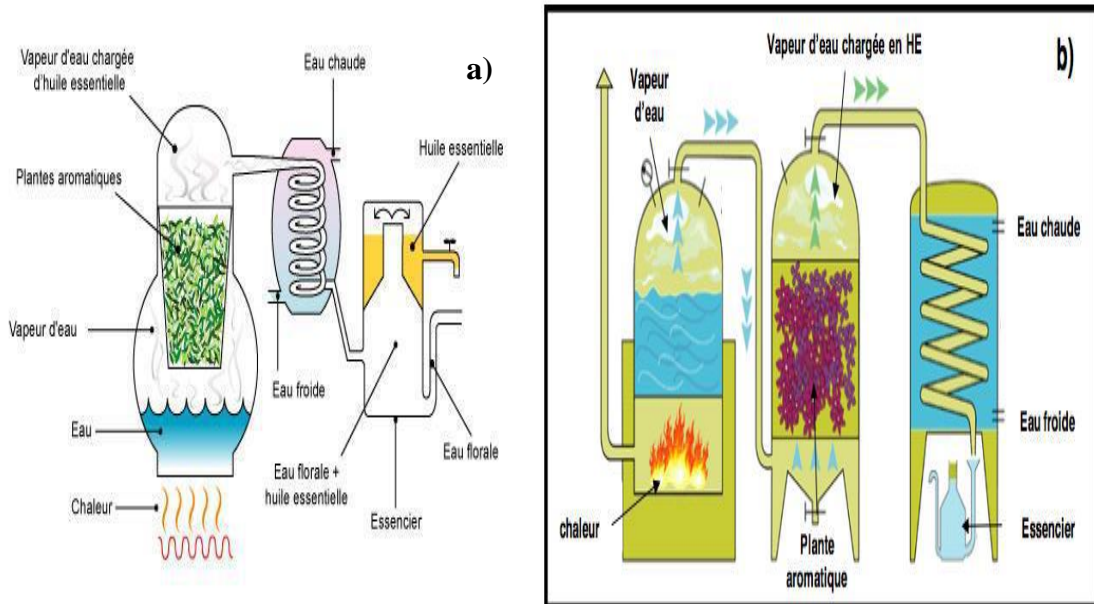 a)
Vapeur d'eau chargée
d'huile essentielle
Eau chaude
Huile essentielle
Plantes aromatiques
Vapeur d'eau
Eau froide
Eau
Eau florale
Eau florale +
huile essentielle
Chaleur
Essencier
b)
Vapeur d'eau chargée en HE
Vapeur
d'eau
Eau chaude
Eau froide
chaleur
Essencier
Plante
aromatique